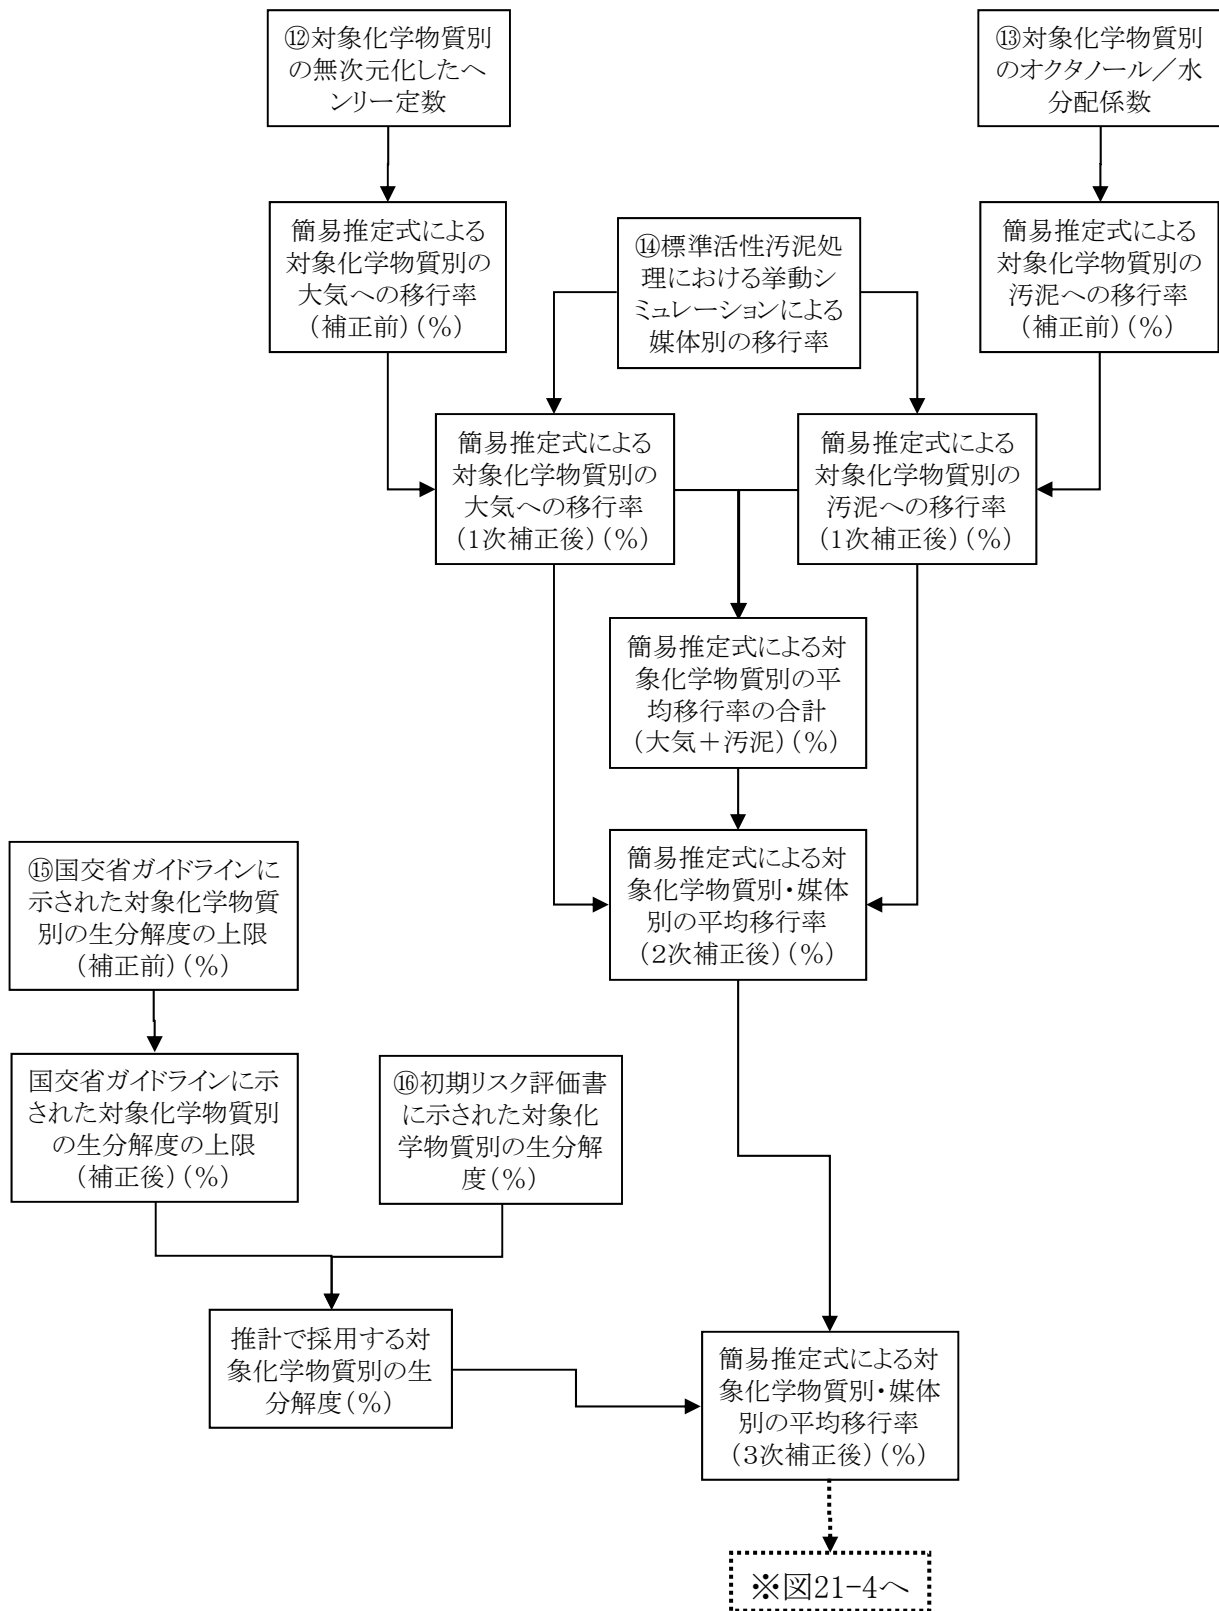 ⑫対象化学物質別
の無次元化したヘ
ンリー定数
⑬対象化学物質別
のオクタノール／水
分配係数
簡易推定式による
対象化学物質別の
大気への移行率
（補正前）（％）
⑭標準活性汚泥処
理における挙動シ
ミュレーションによる
媒体別の移行率
簡易推定式による
対象化学物質別の
汚泥への移行率
（補正前）（％）
簡易推定式による
対象化学物質別の
大気への移行率
（1次補正後）（％）
簡易推定式による
対象化学物質別の
汚泥への移行率
（1次補正後）（％）
簡易推定式による対
象化学物質別の平
均移行率の合計
（大気＋汚泥）（％）
⑮国交省ガイドラインに
示された対象化学物質
別の生分解度の上限
（補正前）（％）
簡易推定式による対
象化学物質別・媒体
別の平均移行率
（２次補正後）（％）
国交省ガイドラインに示
された対象化学物質別
の生分解度の上限
（補正後）（％）
⑯初期リスク評価書
に示された対象化
学物質別の生分解
度（％）
推計で採用する対
象化学物質別の生
分解度（％）
簡易推定式による対
象化学物質別・媒体
別の平均移行率
（３次補正後）（％）
※図21-4へ